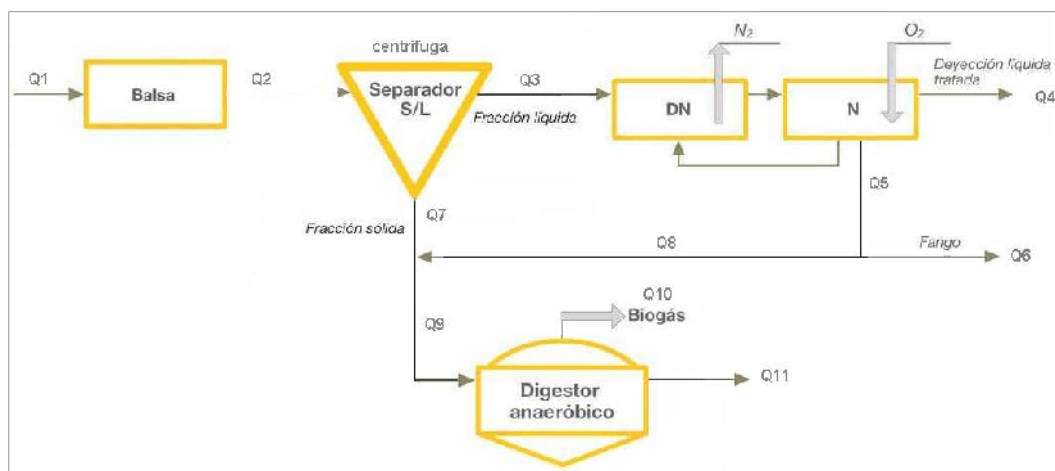 centrifuga
N₂
O₂
Q1
Balsa
Q2
Separador
S/L
Q3
Fracción líquida
DN
N
Deyección líquida
tratada
Q4
Q5
Q7
Fracción sólida
Q8
Fango
Q6
Q10
Biogás
Q9
Digestor
anaeróbico
Q11